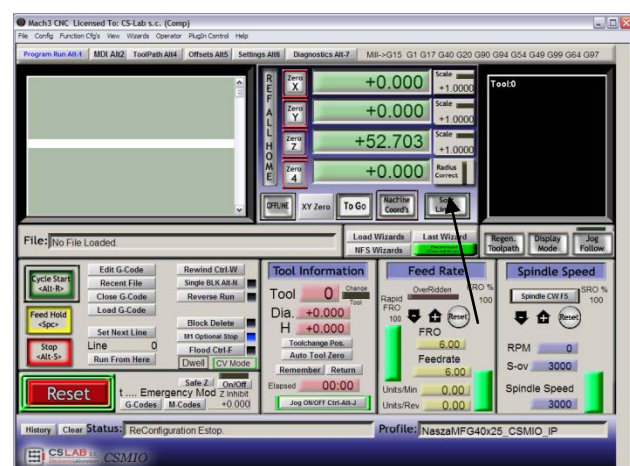 Mach3 CNC Licensed To: CS-Lab s.c. (Comp)
File Config Function Cfg's View Wizards Operator PlugIn Control Help
Program Run Alt-1 MDI Alt2 ToolPath Alt4 Offsets Alt5 Settings Alt6 Diagnostics Alt-7 Mill->G15 G1 G17 G40 G20 G90 G94 G54 G49 G99 G64 G97
REF ALL HOME
Zero X +0.000 Scale +1.0000
Zero Y +0.000 Scale +1.0000
Zero Z +52.703 Scale +1.0000
Zero 4 +0.000 Radius Correct
Tool:0
OFFLINE XY Zero To Go Machine Coord's Soft
File: No File Loaded.
Load Wizards Last Wizard
NFS Wizards
Regen. Toolpath Display Mode Jog Follow
Cycle Start <Alt-R>
Feed Hold <Spc>
Stop <Alt-S>
Edit G-Code Rewind Ctrl-W
Recent File Single BLK Alt-N
Close G-Code Reverse Run
Load G-Code
Block Delete
Set Next Line M1 Optional Stop
Line 0 Flood Ctrl-F
Run From Here Dwell CV Mode
Reset
t .... Emergency Mod
Safe Z On/Off
Z Inhibit
G-Codes M-Codes +0.000
Tool Information
Tool 0 Change Tool
Dia. +0.000
H +0.000
Toolchange Pos.
Auto Tool Zero
Remember Return
Elapsed 00:00
Jog ON/OFF Ctrl-Alt-J
Feed Rate
OverRidden SRO %
Rapid FRO 100
100 Reset
FRO
6.00
Feedrate
6.00
Units/Min 0.00
Units/Rev 0.00
Spindle Speed
Spindle CW F5 SRO % 100
Reset
RPM 0
S-ov 3000
Spindle Speed
3000
History Clear Status: ReConfiguration Estop. Profile: NaszaMFG40x25_CSMIO_IP
CSLAB s.c. CSMIO